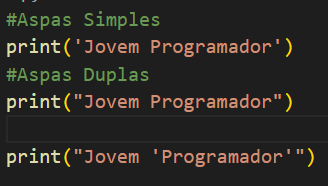 #Aspas Simples
print('Jovem Programador')
#Aspas Duplas
print("Jovem Programador")
print("Jovem 'Programador'")